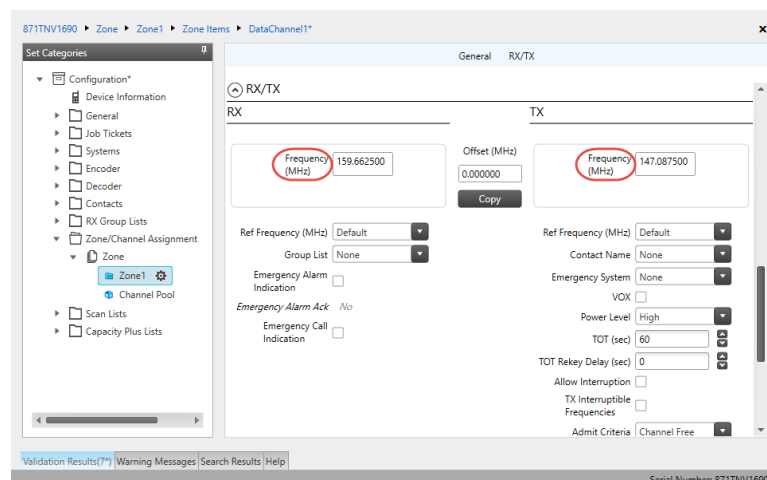 871TNV1690 Zone Zone1 Zone Items DataChannel1*
x
Set Categories
General RX/TX
Configuration*
Device Information
General
Job Tickets
Systems
Encoder
Decoder
Contacts
RX Group Lists
Zone/Channel Assignment
Zone
Zone1
Channel Pool
Scan Lists
Capacity Plus Lists
RX/TX
RX
Frequency
(MHz)
159.662500
Ref Frequency (MHz) Default
Group List None
Emergency Alarm
Indication
Emergency Alarm Ack No
Emergency Call
Indication
Offset (MHz)
0.000000
Copy
TX
Frequency
(MHz)
147.087500
Ref Frequency (MHz) Default
Contact Name None
Emergency System None
VOX
Power Level High
TOT (sec) 60
TOT Rekey Delay (sec) 0
Allow Interruption
TX Interruptible
Frequencies
Admit Criteria Channel Free
Validation Results(7*) Warning Messages Search Results Help
Serial Number: 871TNV1690